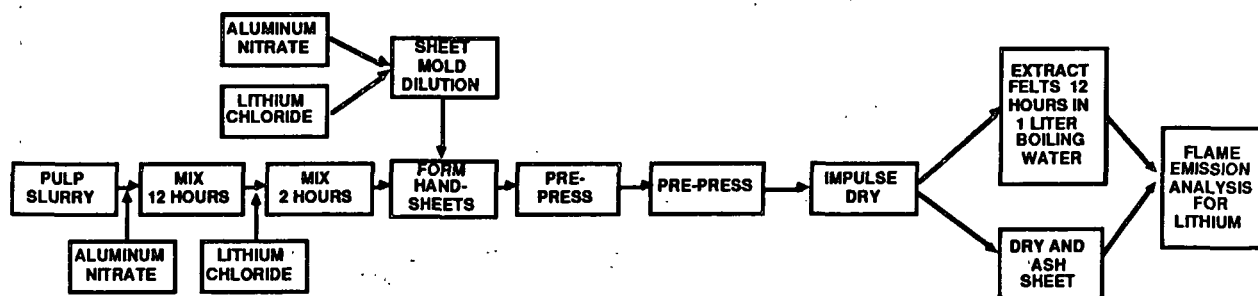 ALUMINUM
NITRATE
LITHIUM
CHLORIDE
SHEET
MOLD
DILUTION
PULP
SLURRY
MIX
12 HOURS
MIX
2 HOURS
FORM
HAND-
SHEETS
PRE-
PRESS
PRE-PRESS
IMPULSE
DRY
ALUMINUM
NITRATE
LITHIUM
CHLORIDE
EXTRACT
FELTS 12
HOURS IN
1 LITER
BOILING
WATER
DRY AND
ASH
SHEET
FLAME
EMISSION
ANALYSIS
FOR
LITHIUM